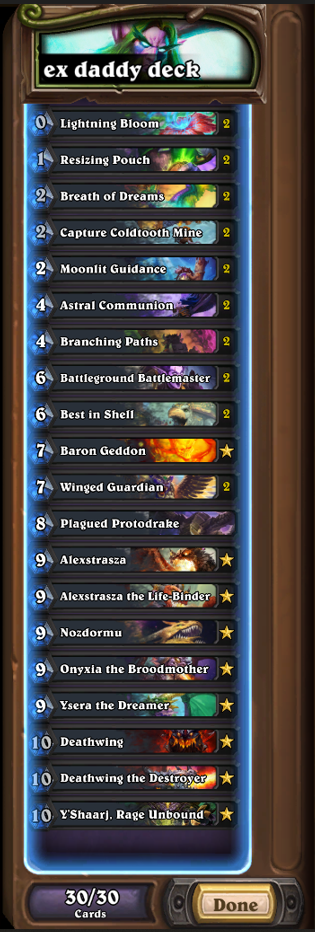 ex daddy deck
0 Lightning Bloom 2
1 Resizing Pouch 2
2 Breath of Dreams 2
2 Capture Coldtooth Mine 2
2 Moonlit Guidance 2
4 Astral Communion 2
4 Branching Paths 2
6 Battleground Battlemaster 2
6 Best in Shell 2
7 Baron Geddon
7 Winged Guardian 2
8 Plagued Protodrake
9 Alexstrasza
9 Alexstrasza the Life-Binder
9 Nozdormu
9 Onyxia the Broodmother
9 Ysera the Dreamer
10 Deathwing
10 Deathwing the Destroyer
10 Y'Shaarj, Rage Unbound
30/30
Cards
Done